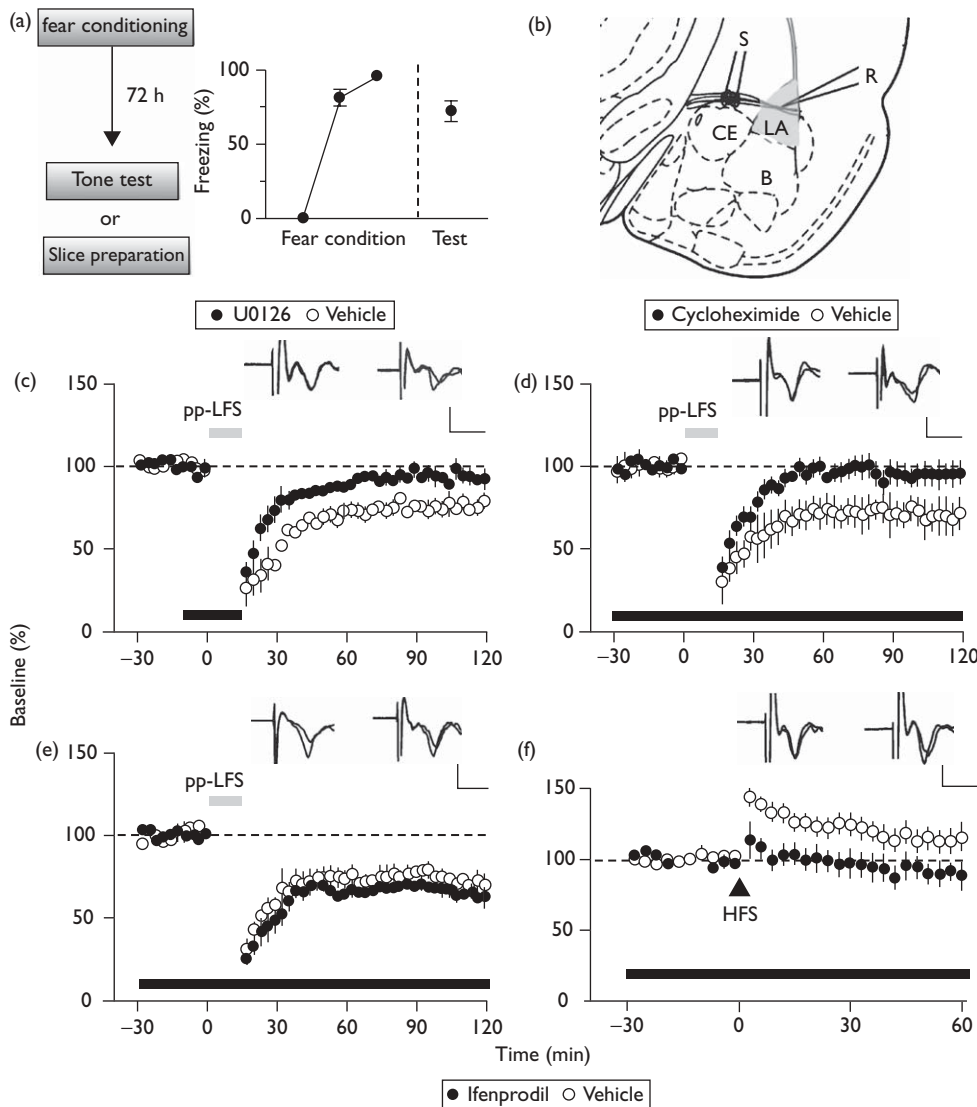 (a)
fear conditioning
72 h
Tone test
or
Slice preparation
Freezing (%)
100
50
0
Fear condition
Test
(b)
S
R
CE
LA
B
● U0126 ○ Vehicle
● Cycloheximide ○ Vehicle
(c)
150
pp-LFS
100
50
0
−30 0 30 60 90 120
(d)
150
pp-LFS
100
50
0
−30 0 30 60 90 120
Baseline (%)
(e)
150
pp-LFS
100
50
0
−30 0 30 60 90 120
(f)
150
100
HFS
50
0
−30 0 30 60
Time (min)
● Ifenprodil ○ Vehicle